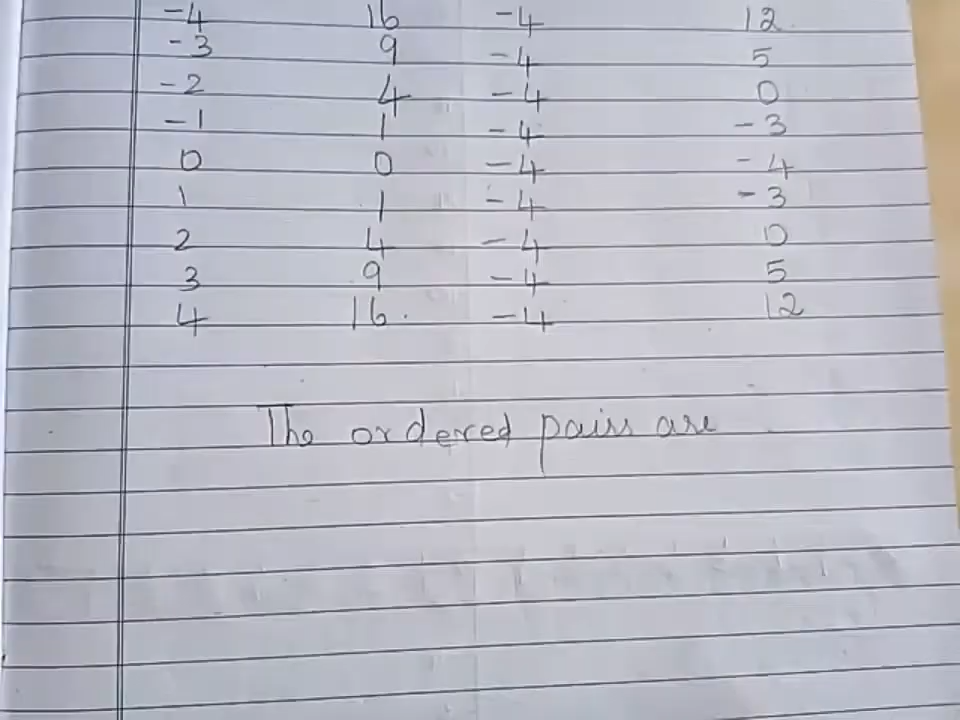 -4 16 -4 12
-3 9 -4 5
-2 4 -4 0
-1 1 -4 -3
0 0 -4 -4
1 1 -4 -3
2 4 -4 0
3 9 -4 5
4 16 -4 12
The ordered pairs are